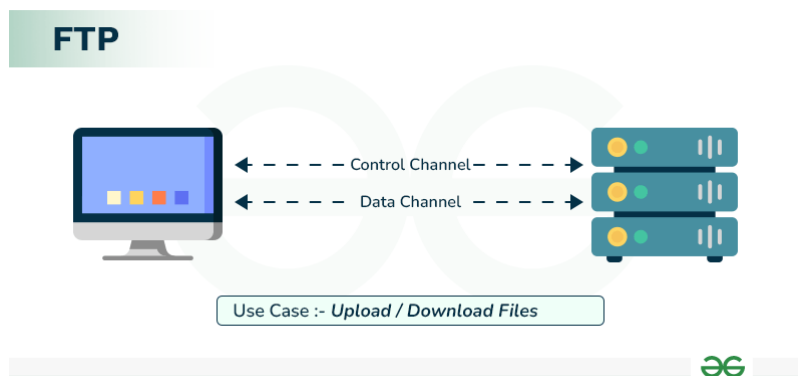 FTP
Control Channel
Data Channel
Use Case :- Upload / Download Files